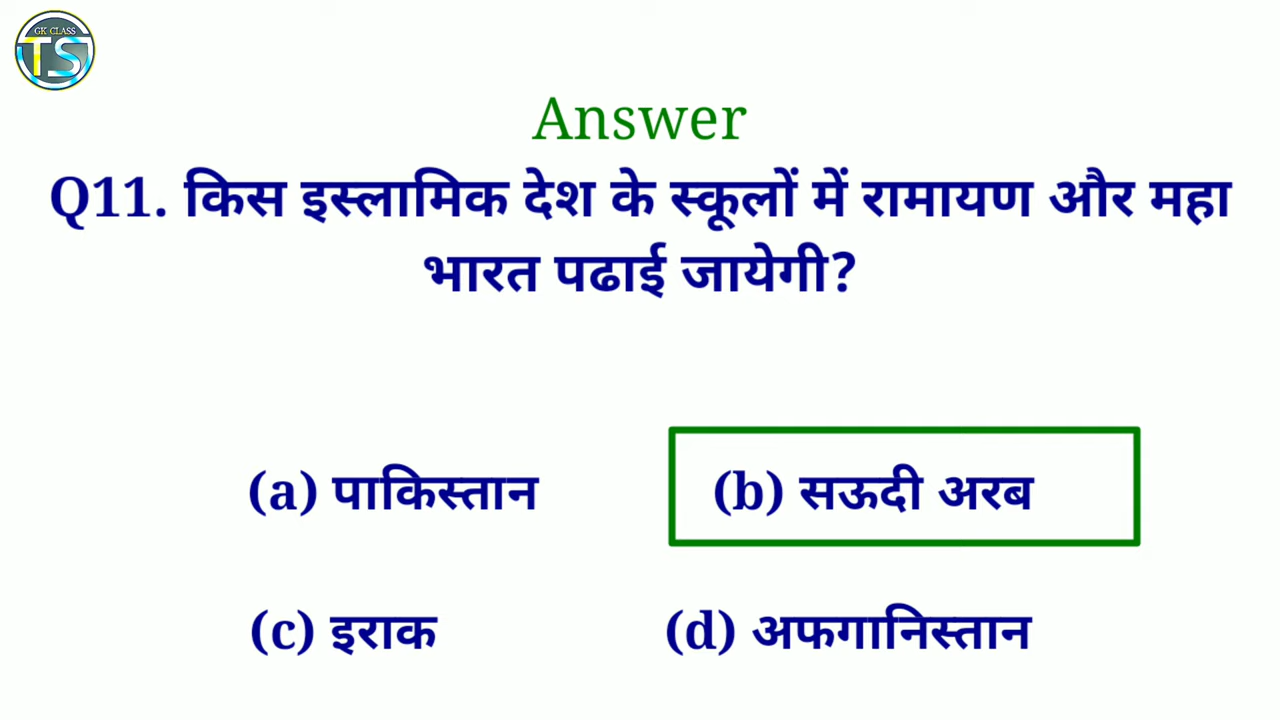 GK CLASS
TS
Answer
Q11. किस इस्लामिक देश के स्कूलों में रामायण और महा
भारत पढाई जायेगी?
(a) पाकिस्तान
(b) सऊदी अरब
(c) इराक
(d) अफगानिस्तान